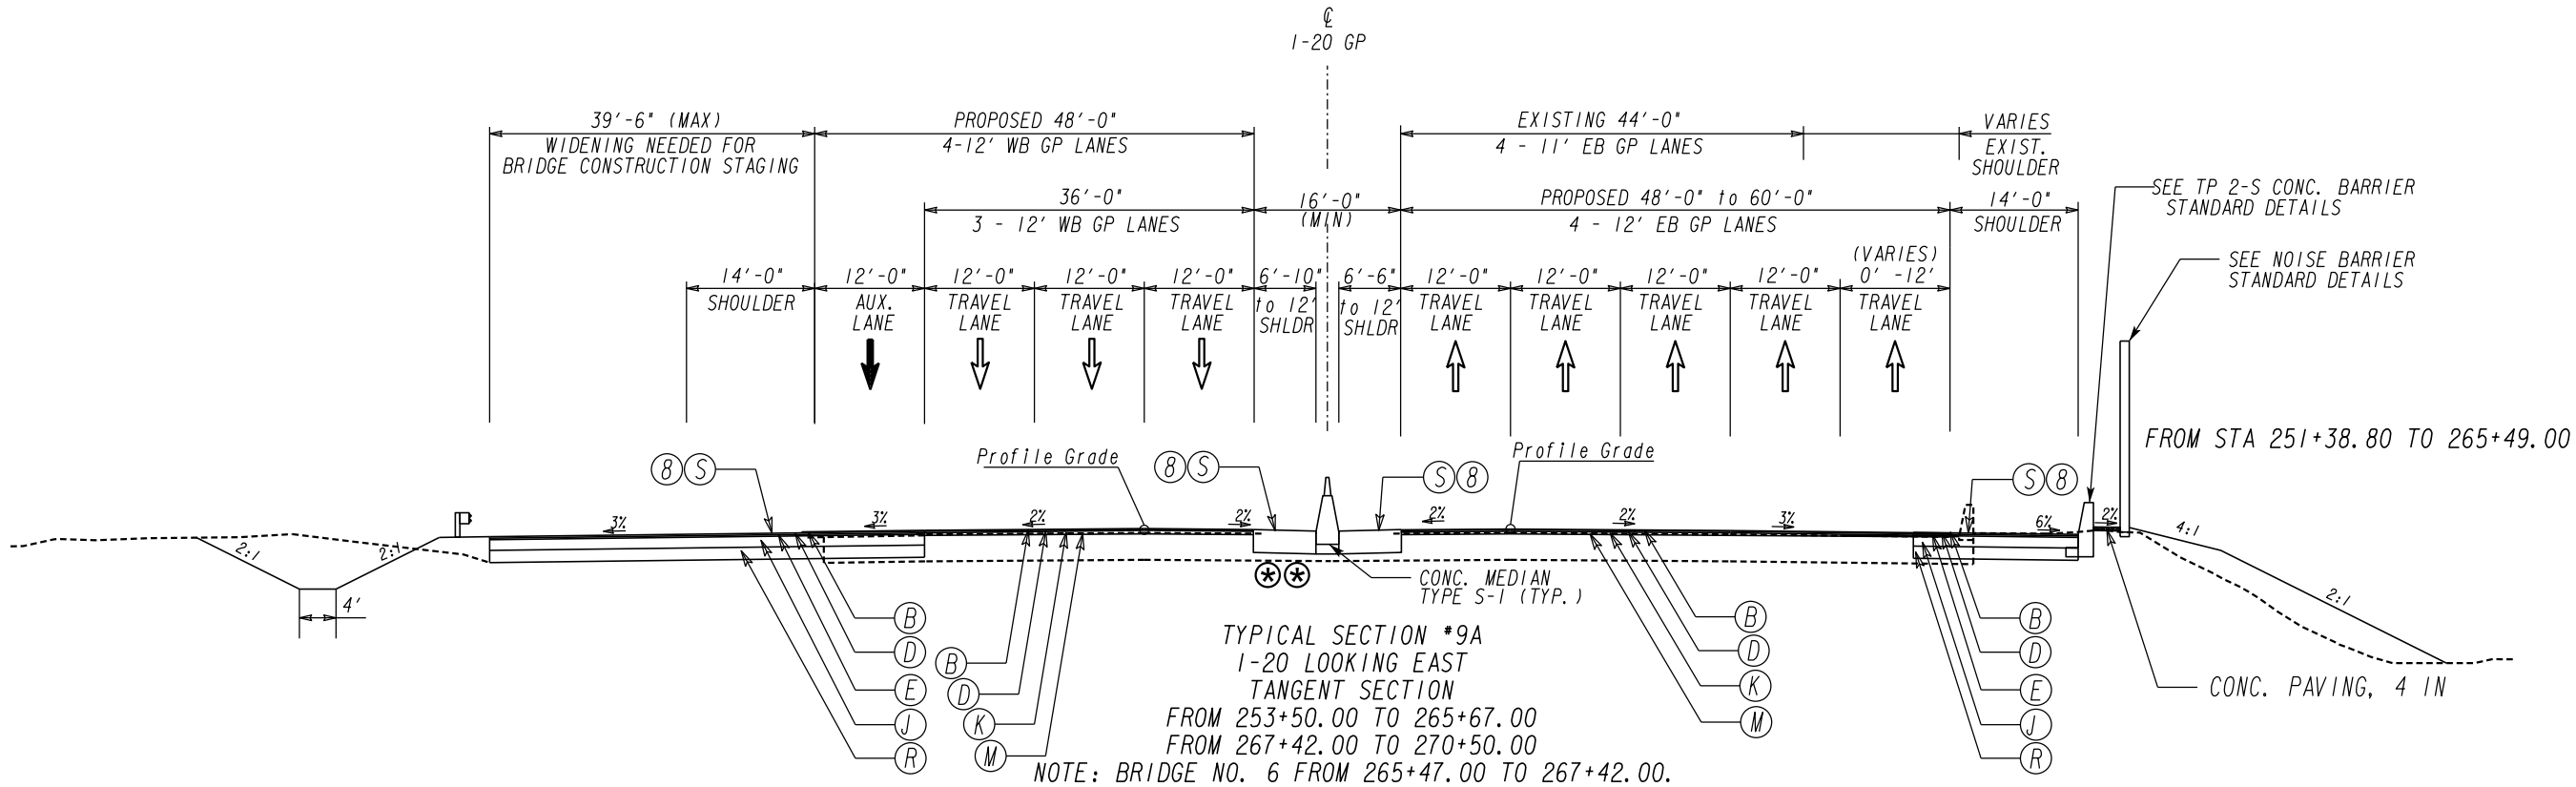 ℄
I-20 GP
39'-6" (MAX)
WIDENING NEEDED FOR
BRIDGE CONSTRUCTION STAGING
PROPOSED 48'-0"
4-12' WB GP LANES
EXISTING 44'-0"
4 - 11' EB GP LANES
VARIES
EXIST.
SHOULDER
36'-0"
3 - 12' WB GP LANES
16'-0"
(MIN)
PROPOSED 48'-0" to 60'-0"
4 - 12' EB GP LANES
14'-0"
SHOULDER
SEE TP 2-S CONC. BARRIER
STANDARD DETAILS
SEE NOISE BARRIER
STANDARD DETAILS
14'-0"
SHOULDER
12'-0"
AUX.
LANE
12'-0"
TRAVEL
LANE
12'-0"
TRAVEL
LANE
12'-0"
TRAVEL
LANE
6'-10"
to 12'
SHLDR
6'-6"
to 12'
SHLDR
12'-0"
TRAVEL
LANE
12'-0"
TRAVEL
LANE
12'-0"
TRAVEL
LANE
12'-0"
TRAVEL
LANE
(VARIES)
0' -12'
TRAVEL
LANE
FROM STA 251+38.80 TO 265+49.00
8 S
Profile Grade
8 S
S 8
Profile Grade
S 8
2:1
2:1
4'
3%
3%
2%
2%
2%
2%
3%
6%
2%
4:1
2:1
B
D
E
J
R
B
D
K
M
* *
CONC. MEDIAN
TYPE S-1 (TYP.)
B
D
K
M
B
D
E
J
R
CONC. PAVING, 4 IN
TYPICAL SECTION #9A
I-20 LOOKING EAST
TANGENT SECTION
FROM 253+50.00 TO 265+67.00
FROM 267+42.00 TO 270+50.00
NOTE: BRIDGE NO. 6 FROM 265+47.00 TO 267+42.00.